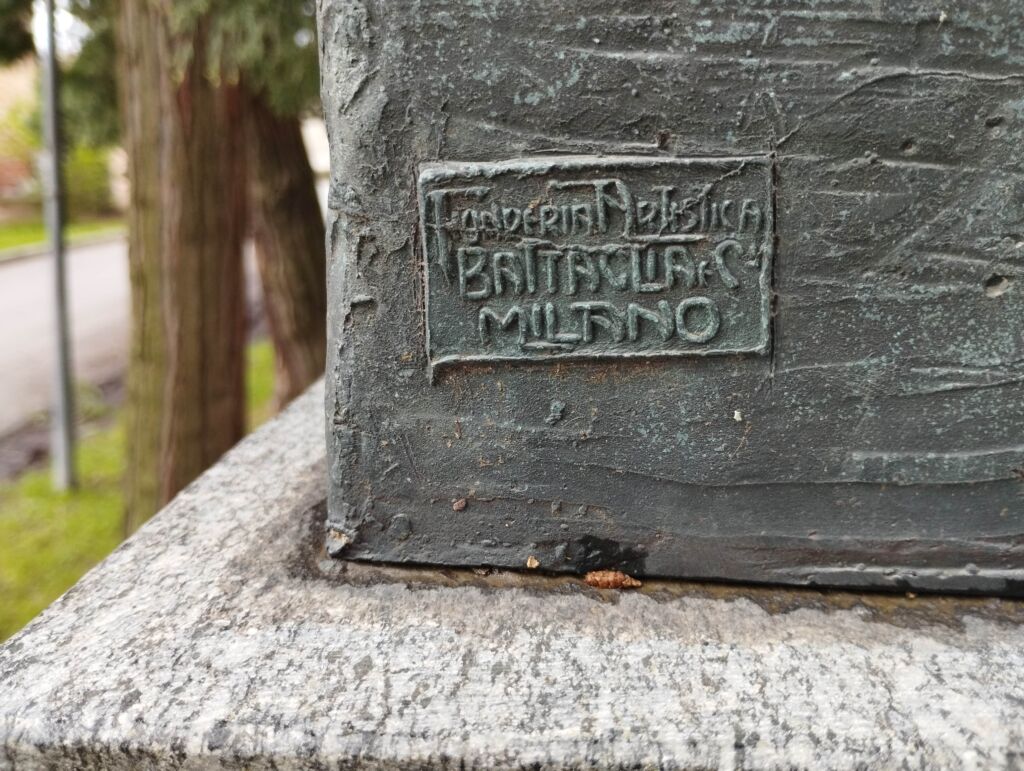 FONDERIA ARTISTICA
BATTAGLIA & C.
MILANO